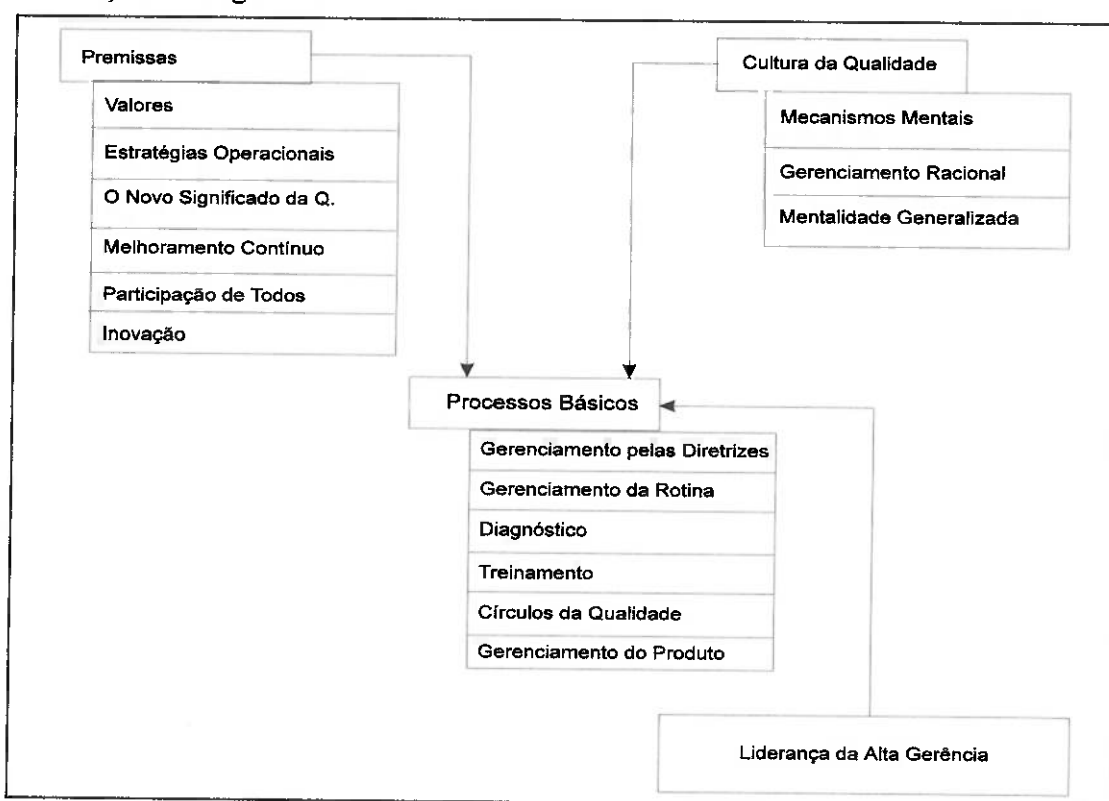 Premissas
Valores
Estratégias Operacionais
O Novo Significado da Q.
Melhoramento Contínuo
Participação de Todos
Inovação
Cultura da Qualidade
Mecanismos Mentais
Gerenciamento Racional
Mentalidade Generalizada
Processos Básicos
Gerenciamento pelas Diretrizes
Gerenciamento da Rotina
Diagnóstico
Treinamento
Círculos da Qualidade
Gerenciamento do Produto
Liderança da Alta Gerência